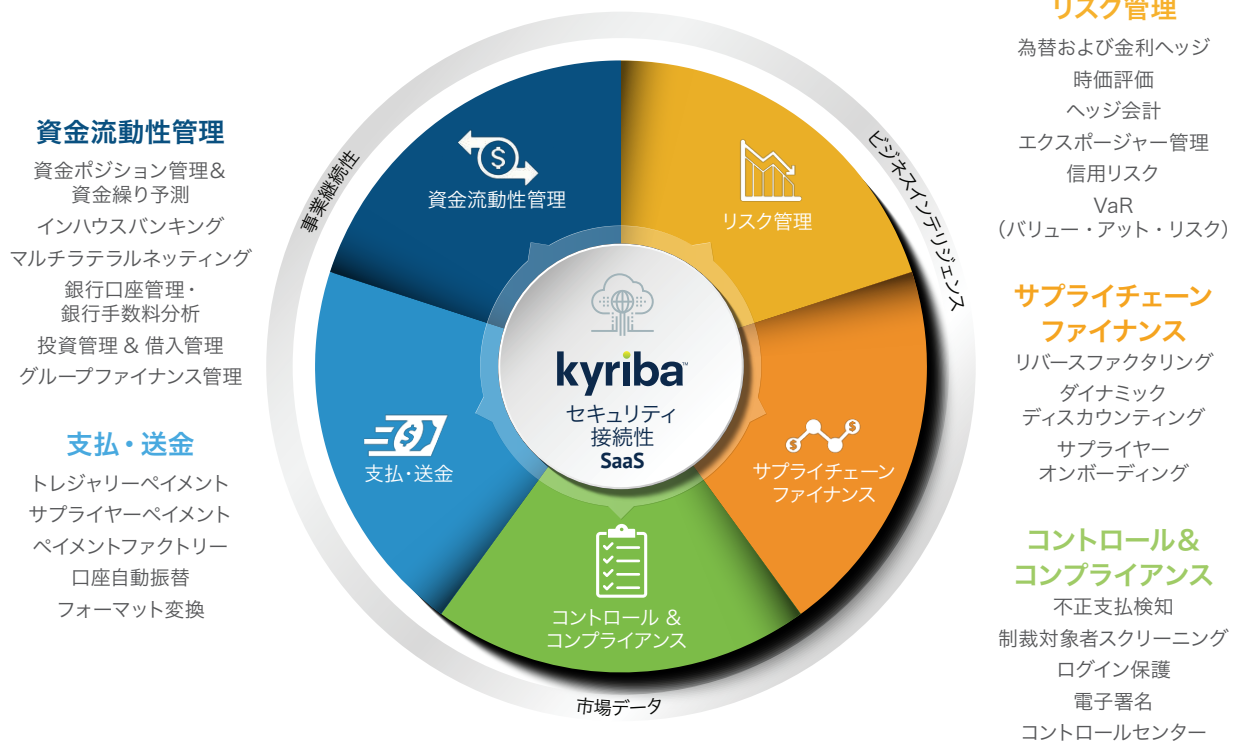 資金流動性管理
資金ポジション管理&
資金繰り予測
インハウスバンキング
マルチラテラルネッティング
銀行口座管理・
銀行手数料分析
投資管理 & 借入管理
グループファイナンス管理
支払・送金
トレジャリーペイメント
サプライヤーペイメント
ペイメントファクトリー
口座自動振替
フォーマット変換
事業継続性
ビジネスインテリジェンス
市場データ
資金流動性管理
リスク管理
支払・送金
サプライチェーン
ファイナンス
コントロール &
コンプライアンス
kyriba™
セキュリティ
接続性
SaaS
リスク管理
為替および金利ヘッジ
時価評価
ヘッジ会計
エクスポージャー管理
信用リスク
VaR
(バリュー・アット・リスク)
サプライチェーン
ファイナンス
リバースファクタリング
ダイナミック
ディスカウンティング
サプライヤー
オンボーディング
コントロール&
コンプライアンス
不正支払検知
制裁対象者スクリーニング
ログイン保護
電子署名
コントロールセンター